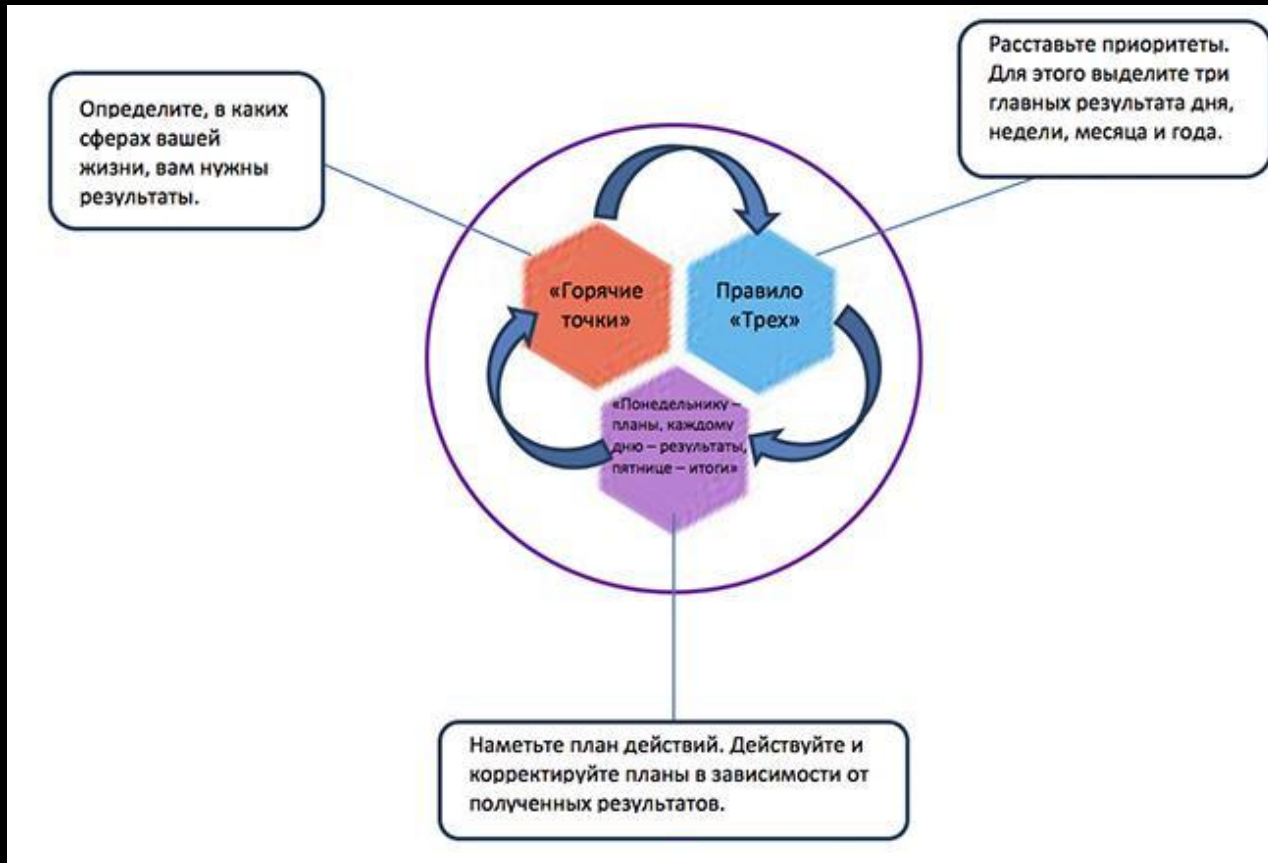 Определите, в каких
сферах вашей
жизни, вам нужны
результаты.
Расставьте приоритеты.
Для этого выделите три
главных результата дня,
недели, месяца и года.
«Горячие
точки»
Правило
«Трех»
«Понедельнику –
планы, каждому
дню – результаты,
пятнице – итоги»
Наметьте план действий. Действуйте и
корректируйте планы в зависимости от
полученных результатов.